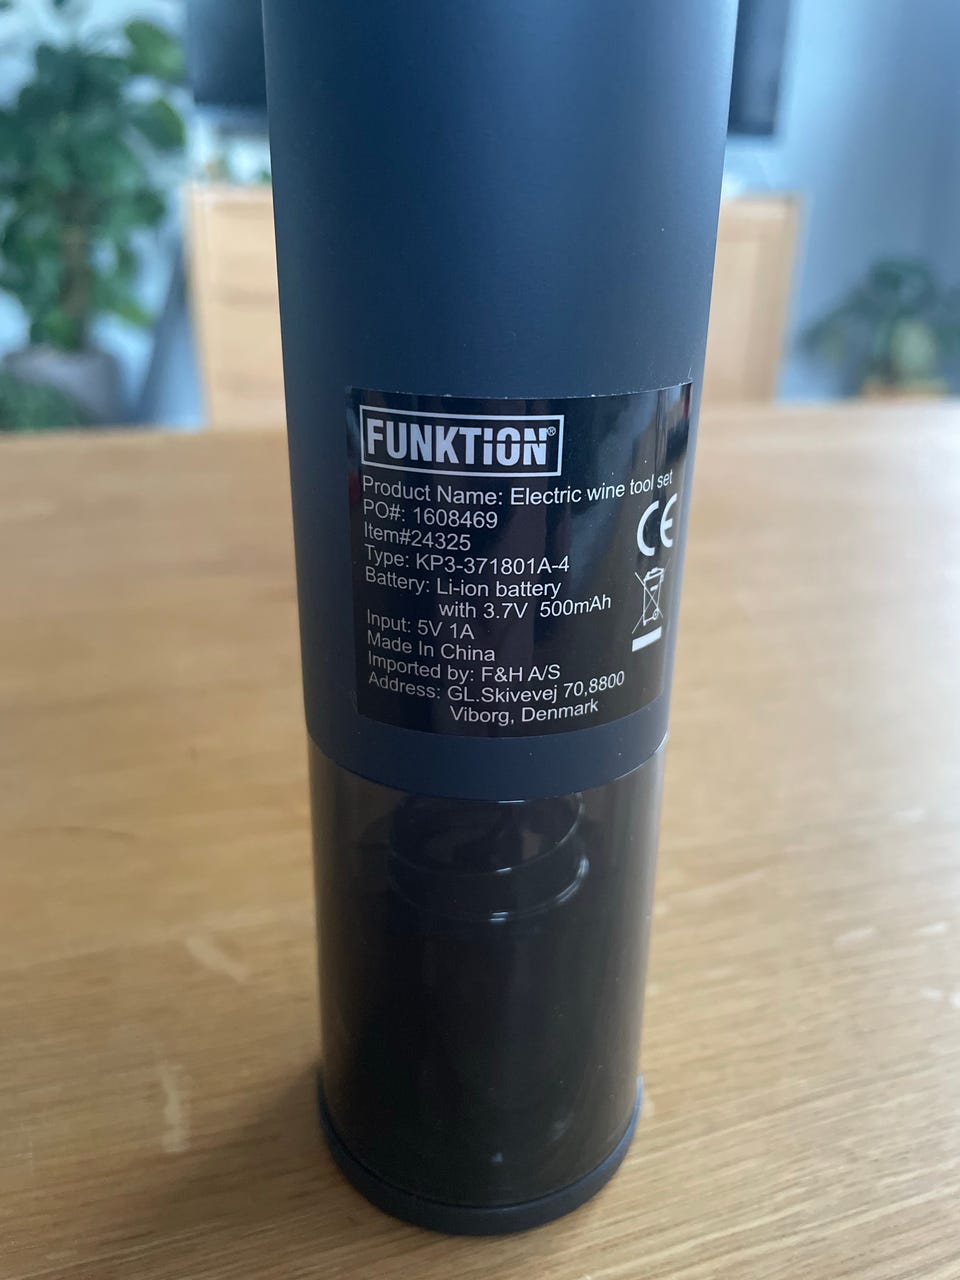 FUNKTION®
Product Name: Electric wine tool set
PO#: 1608469
Item#24325
Type: KP3-371801A-4
Battery: Li-ion battery
with 3.7V 500mAh
Input: 5V 1A
Made In China
Imported by: F&H A/S
Address: GL.Skivevej 70,8800
Viborg, Denmark
CE